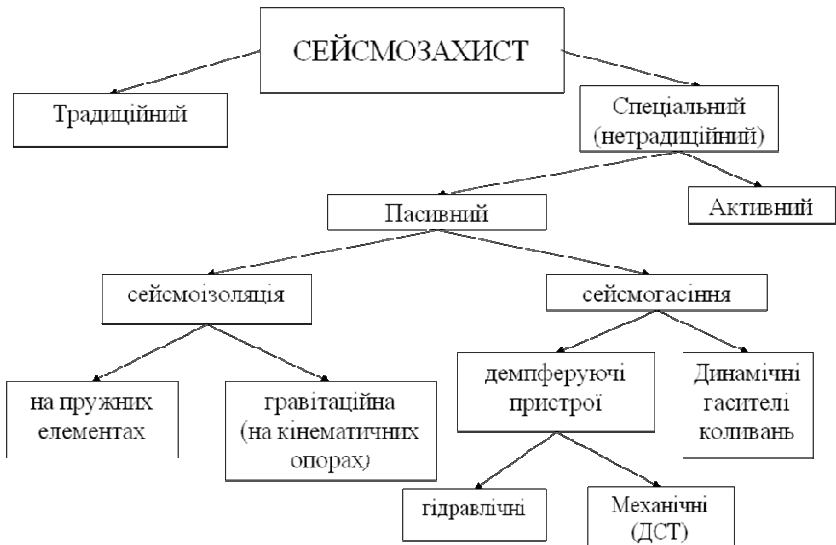 СЕЙСМОЗАХИСТ
Традиційний
Спеціальний
(нетрадиційний)
Пасивний
Активний
сейсмоізоляція
сейсмогасіння
на пружних
елементах
гравітаційна
(на кінематичних
опорах)
демпферуючі
пристрої
Динамічні
гасителі
коливань
гідравлічні
Механічні
(ДСТ)